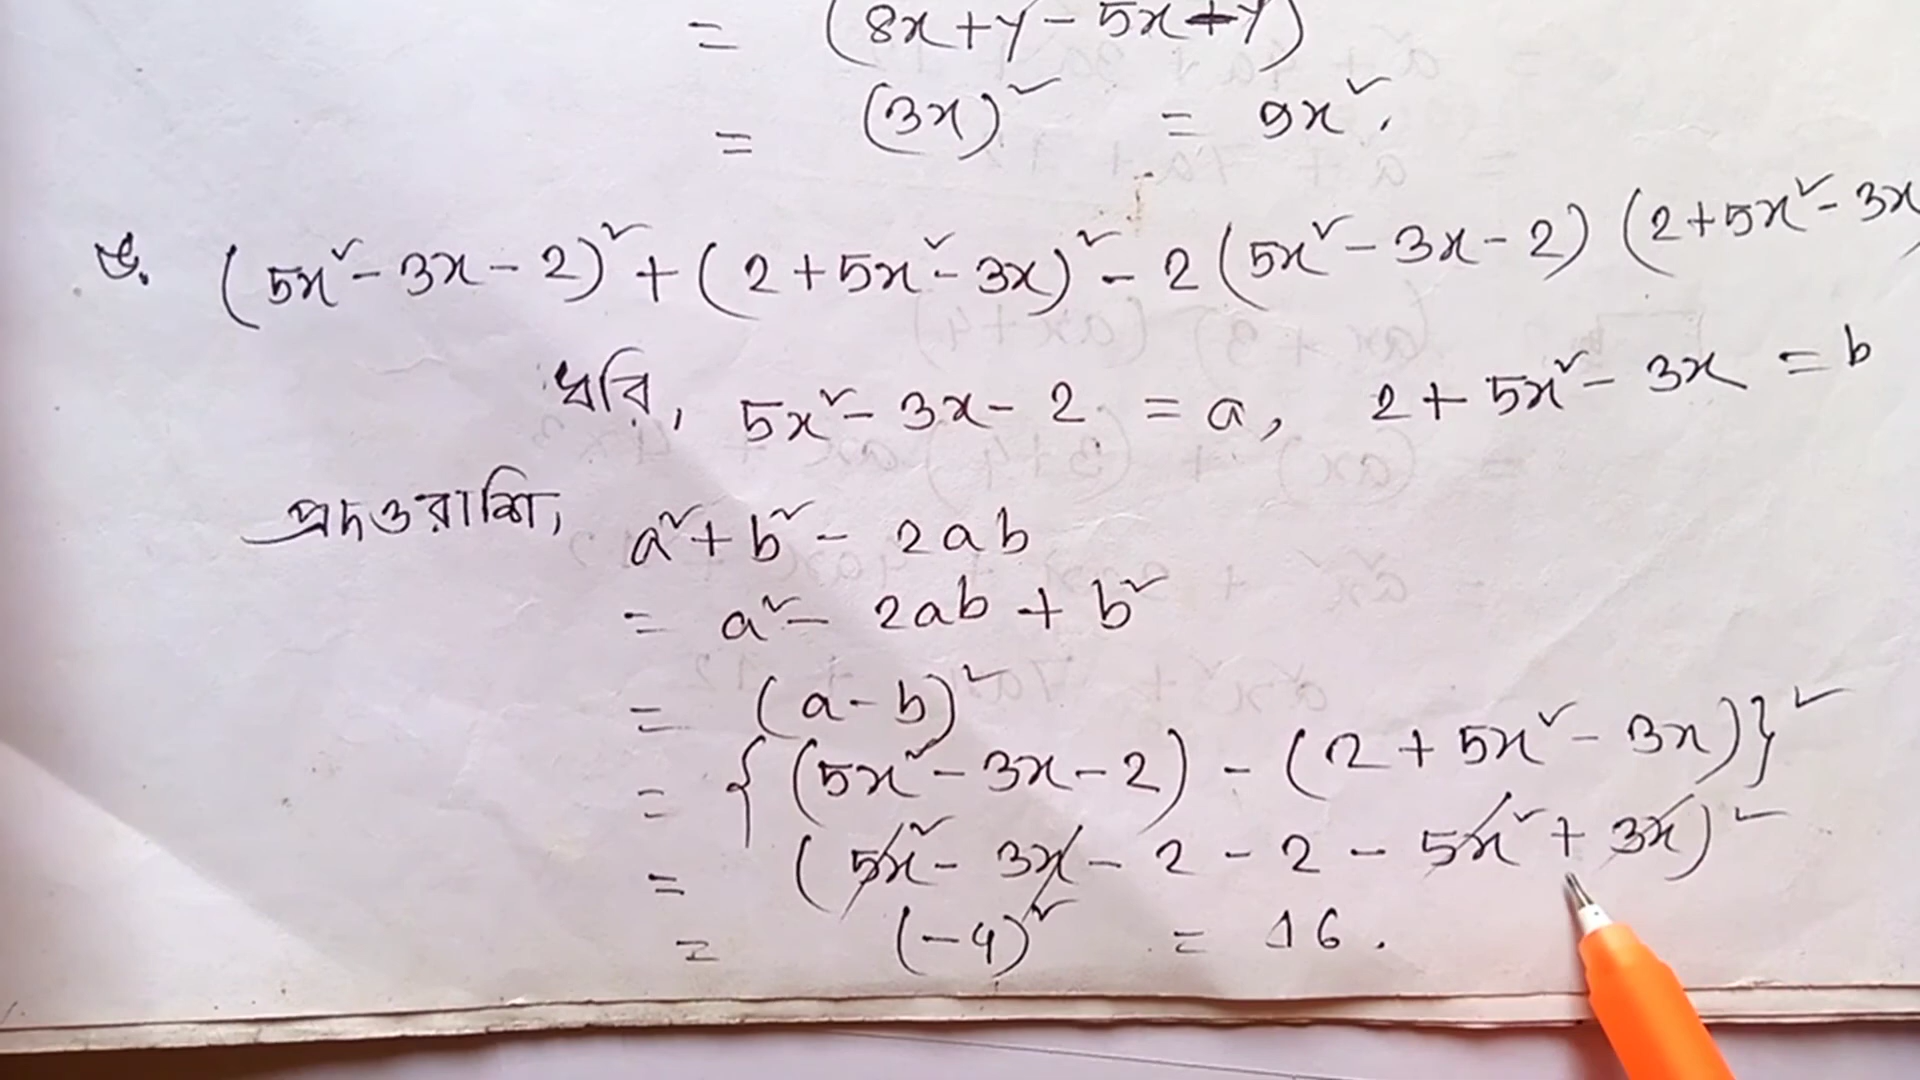 = (8x+y-5x+y)
= (3x)² = 9x².
ঙ. (5x²-3x-2)²+(2+5x²-3x)²-2(5x²-3x-2)(2+5x²-3x)
ধরি, 5x²-3x-2 = a, 2+5x²-3x = b
প্রদত্তরাশি, a²+b²-2ab
= a²-2ab+b²
= (a-b)²
= {(5x²-3x-2)-(2+5x²-3x)}²
= (5x²-3x-2-2-5x²+3x)²
= (-4)² = 16.